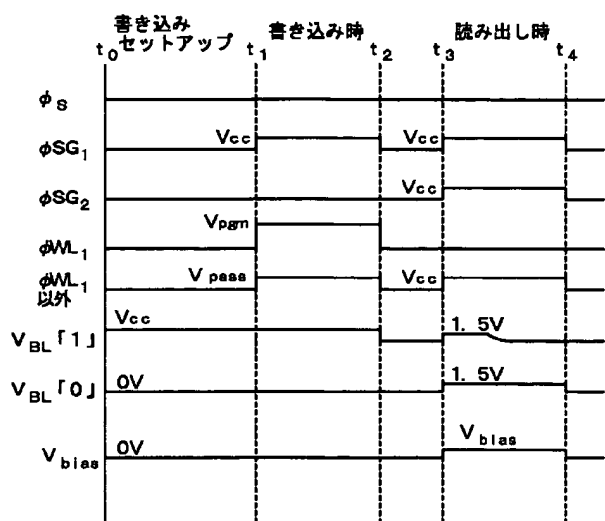 書き込み
セットアップ 書き込み時 読み出し時
t0 t1 t2 t3 t4
φS
φSG1 Vcc Vcc
φSG2 Vcc
φWL1 Vpgm
φWL1 以外 Vpass Vcc
VBL「1」 Vcc 1.5V
VBL「0」 0V 1.5V
Vbias 0V Vbias